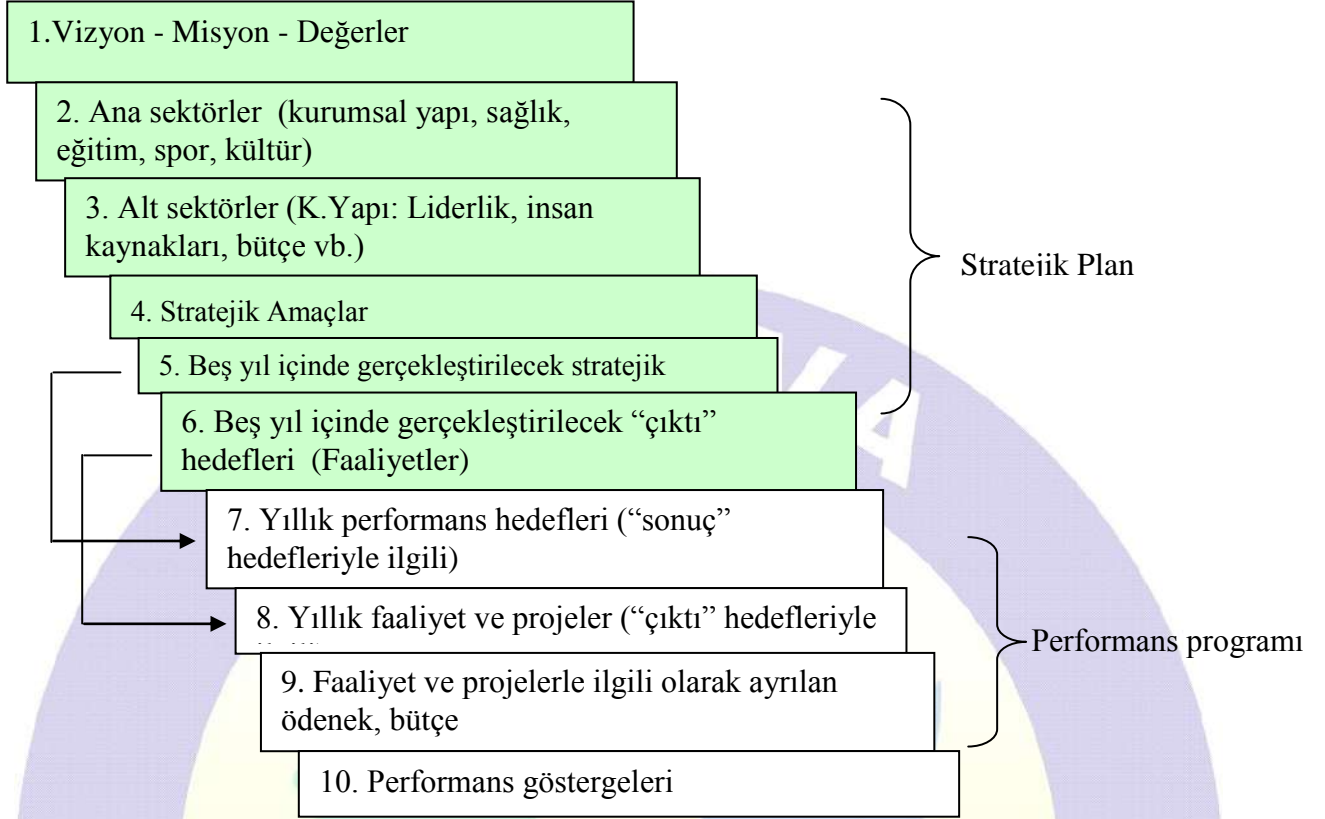 1.Vizyon - Misyon - Değerler
2. Ana sektörler (kurumsal yapı, sağlık,
eğitim, spor, kültür)
3. Alt sektörler (K.Yapı: Liderlik, insan
kaynakları, bütçe vb.)
Stratejik Plan
4. Stratejik Amaçlar
5. Beş yıl içinde gerçekleştirilecek stratejik
6. Beş yıl içinde gerçekleştirilecek “çıktı”
hedefleri (Faaliyetler)
7. Yıllık performans hedefleri (“sonuç”
hedefleriyle ilgili)
8. Yıllık faaliyet ve projeler (“çıktı” hedefleriyle
Performans programı
9. Faaliyet ve projelerle ilgili olarak ayrılan
ödenek, bütçe
10. Performans göstergeleri